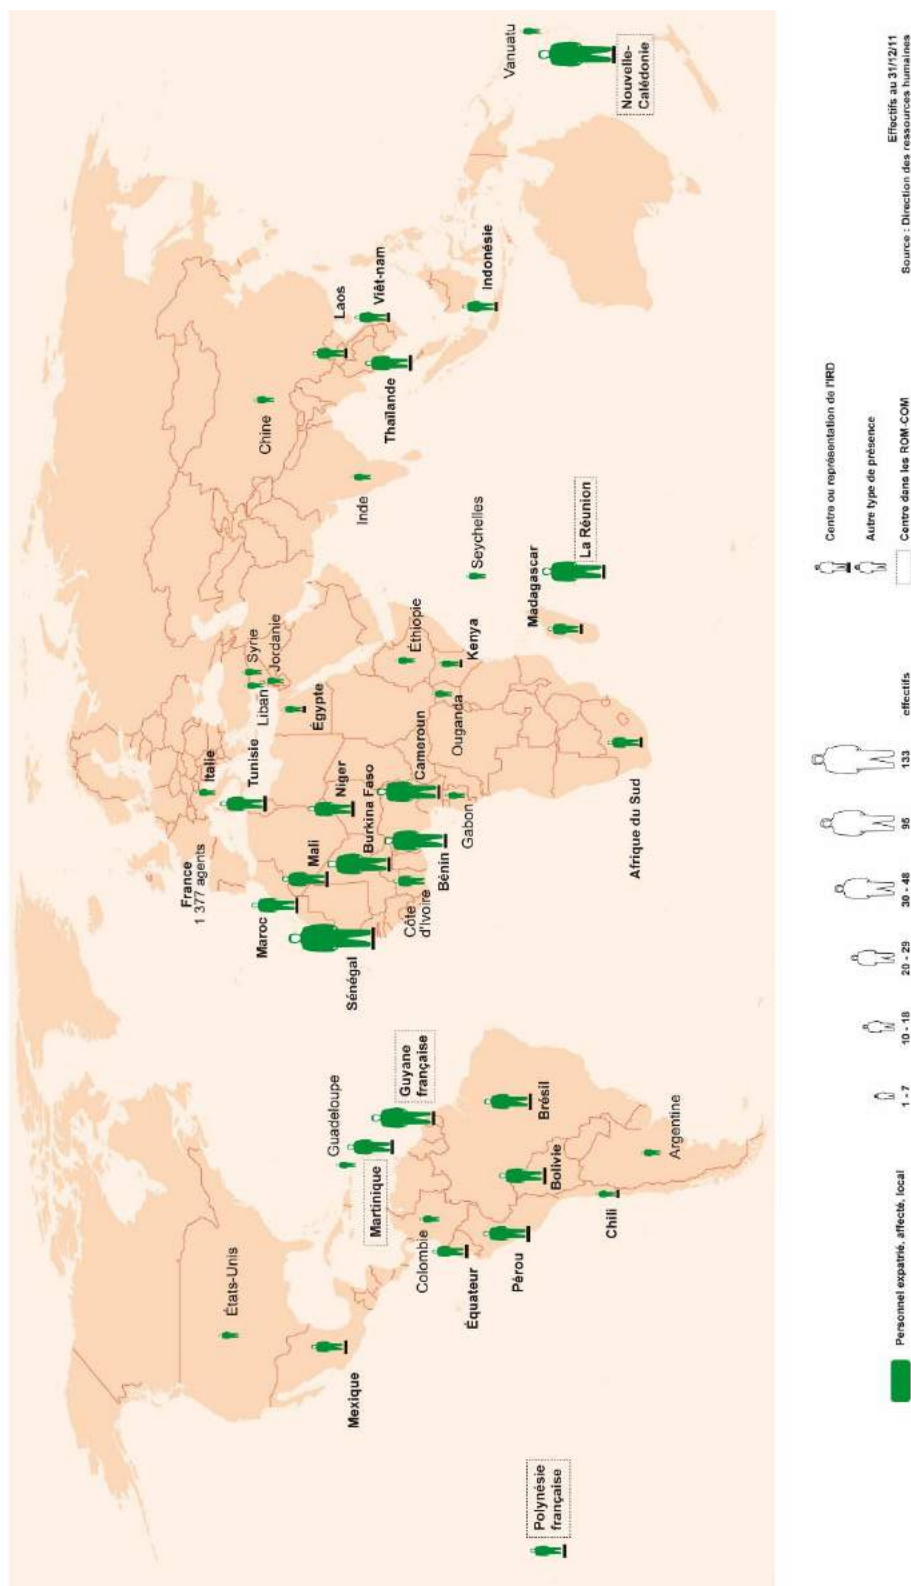 États-Unis
Mexique
Polynésie
française
Guadeloupe
Martinique
Guyane
française
Colombie
Équateur
Pérou
Bolivie
Brésil
Chili
Argentine
France
1 377 agents
Italie
Maroc
Tunisie
Mali
Niger
Burkina Faso
Sénégal
Côte
d'Ivoire
Bénin
Cameroun
Gabon
Liban
Syrie
Jordanie
Égypte
Éthiopie
Ouganda
Kenya
Afrique du Sud
Madagascar
La Réunion
Seychelles
Inde
Chine
Laos
Viêt-nam
Thaïlande
Indonésie
Vanuatu
Nouvelle-
Calédonie
1 - 7
10 - 18
20 - 29
30 - 48
95
133
effectifs
Centre ou représentation de l'IRD
Autre type de présence
Centre dans les ROM-COM
Personnel expatrié, affecté, local
Effectifs au 31/12/11
Source : Direction des ressources humaines